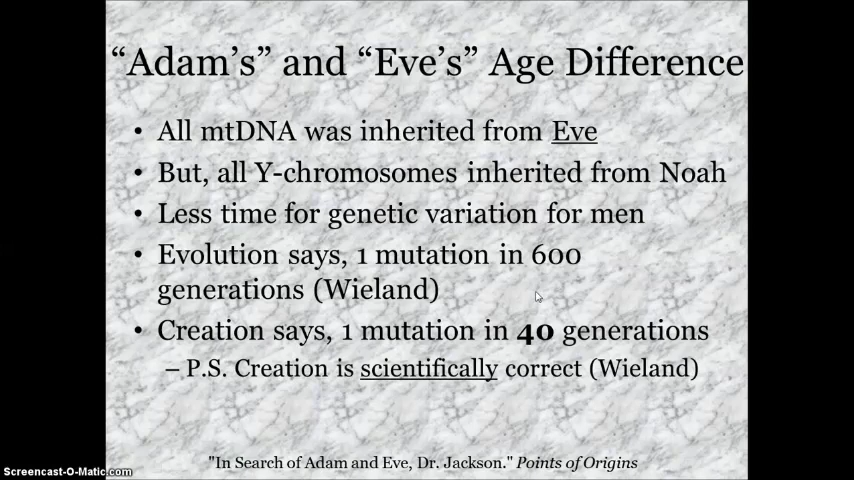 “Adam’s” and “Eve’s” Age Difference
• All mtDNA was inherited from Eve
• But, all Y-chromosomes inherited from Noah
• Less time for genetic variation for men
• Evolution says, 1 mutation in 600
generations (Wieland)
• Creation says, 1 mutation in 40 generations
– P.S. Creation is scientifically correct (Wieland)
"In Search of Adam and Eve, Dr. Jackson." Points of Origins
Screencast-O-Matic.com